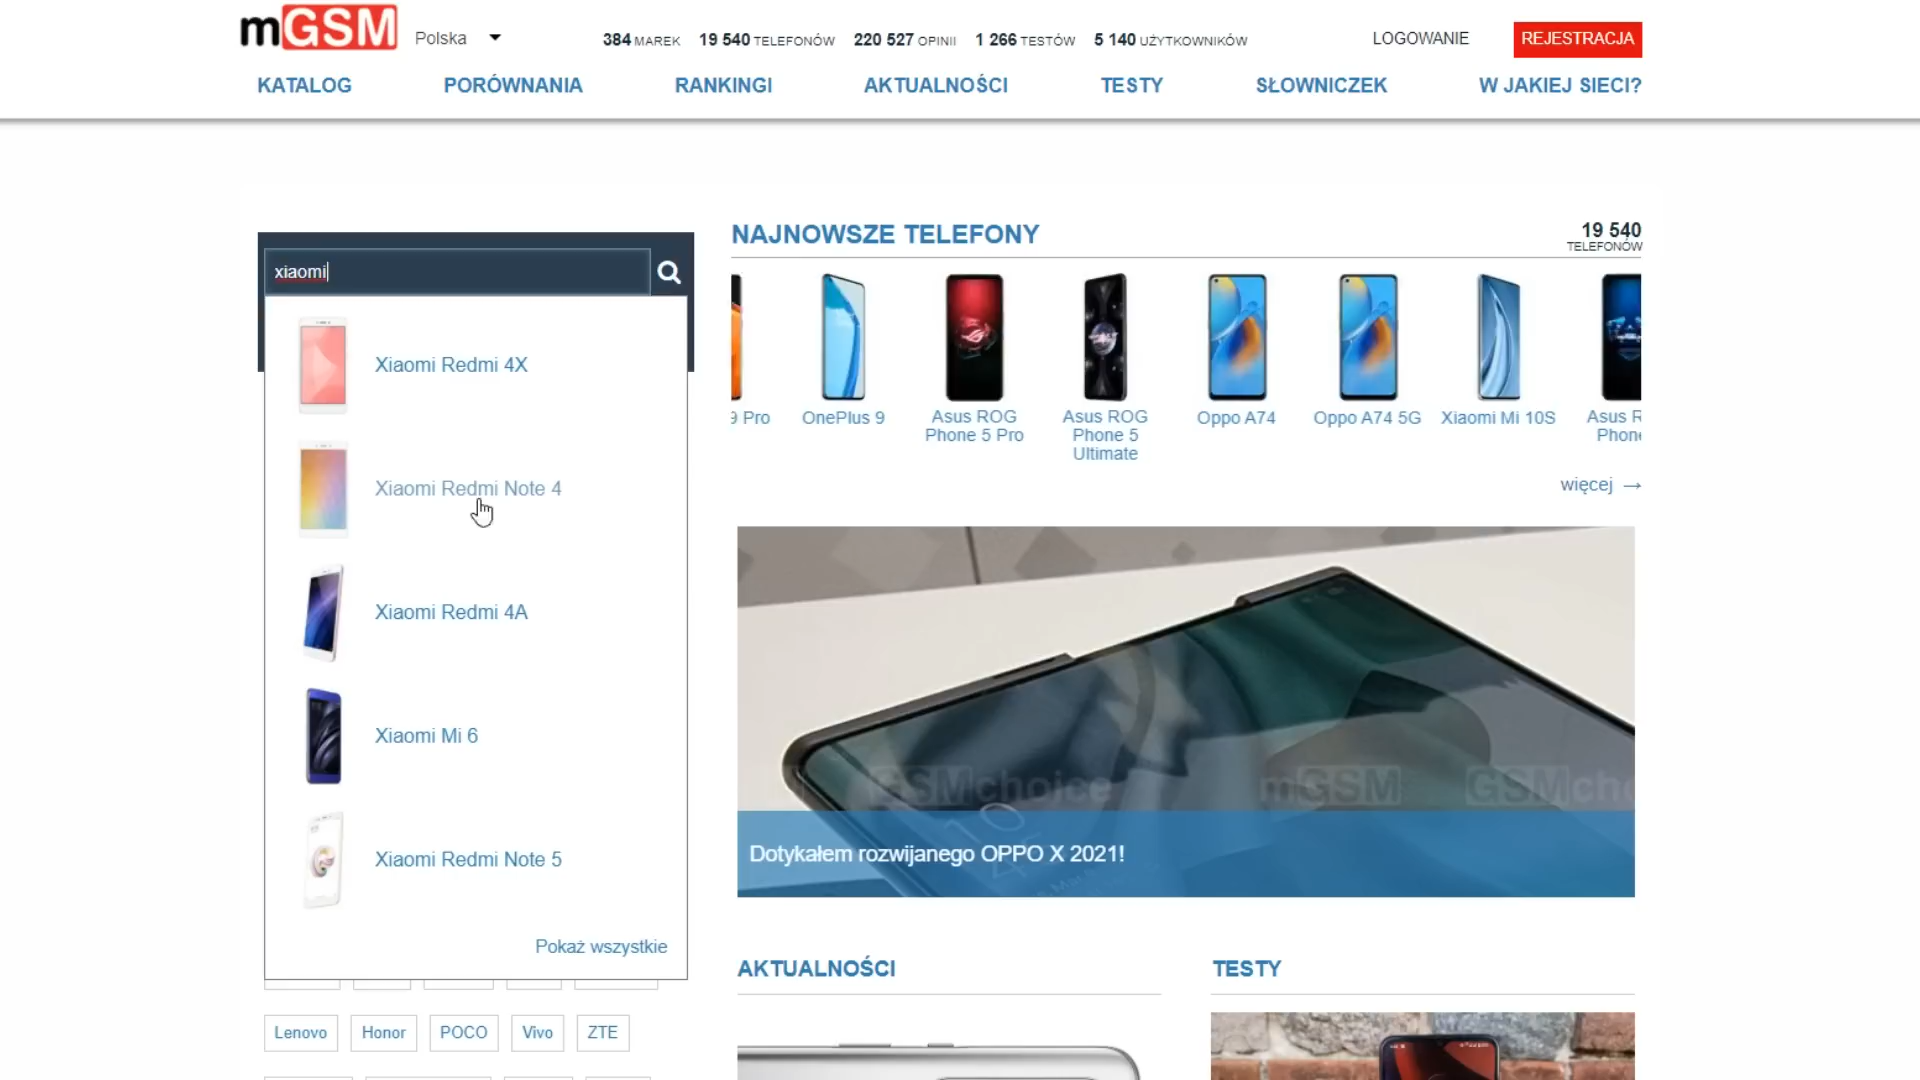 mGSM
Polska
384 MAREK 19 540 TELEFONÓW 220 527 OPINII 1 266 TESTÓW 5 140 UŻYTKOWNIKÓW
LOGOWANIE
REJESTRACJA
KATALOG PORÓWNANIA RANKINGI AKTUALNOŚCI TESTY SŁOWNICZEK W JAKIEJ SIECI?
xiaomi
Xiaomi Redmi 4X
Xiaomi Redmi Note 4
Xiaomi Redmi 4A
Xiaomi Mi 6
Xiaomi Redmi Note 5
Pokaż wszystkie
Lenovo Honor POCO Vivo ZTE
NAJNOWSZE TELEFONY
19 540
TELEFONÓW
9 Pro
OnePlus 9
Asus ROG
Phone 5 Pro
Asus ROG
Phone 5
Ultimate
Oppo A74
Oppo A74 5G
Xiaomi Mi 10S
Asus R
Phone
więcej →
GSMchoice mGSM GSMcho
Dotykałem rozwijanego OPPO X 2021!
AKTUALNOŚCI
TESTY